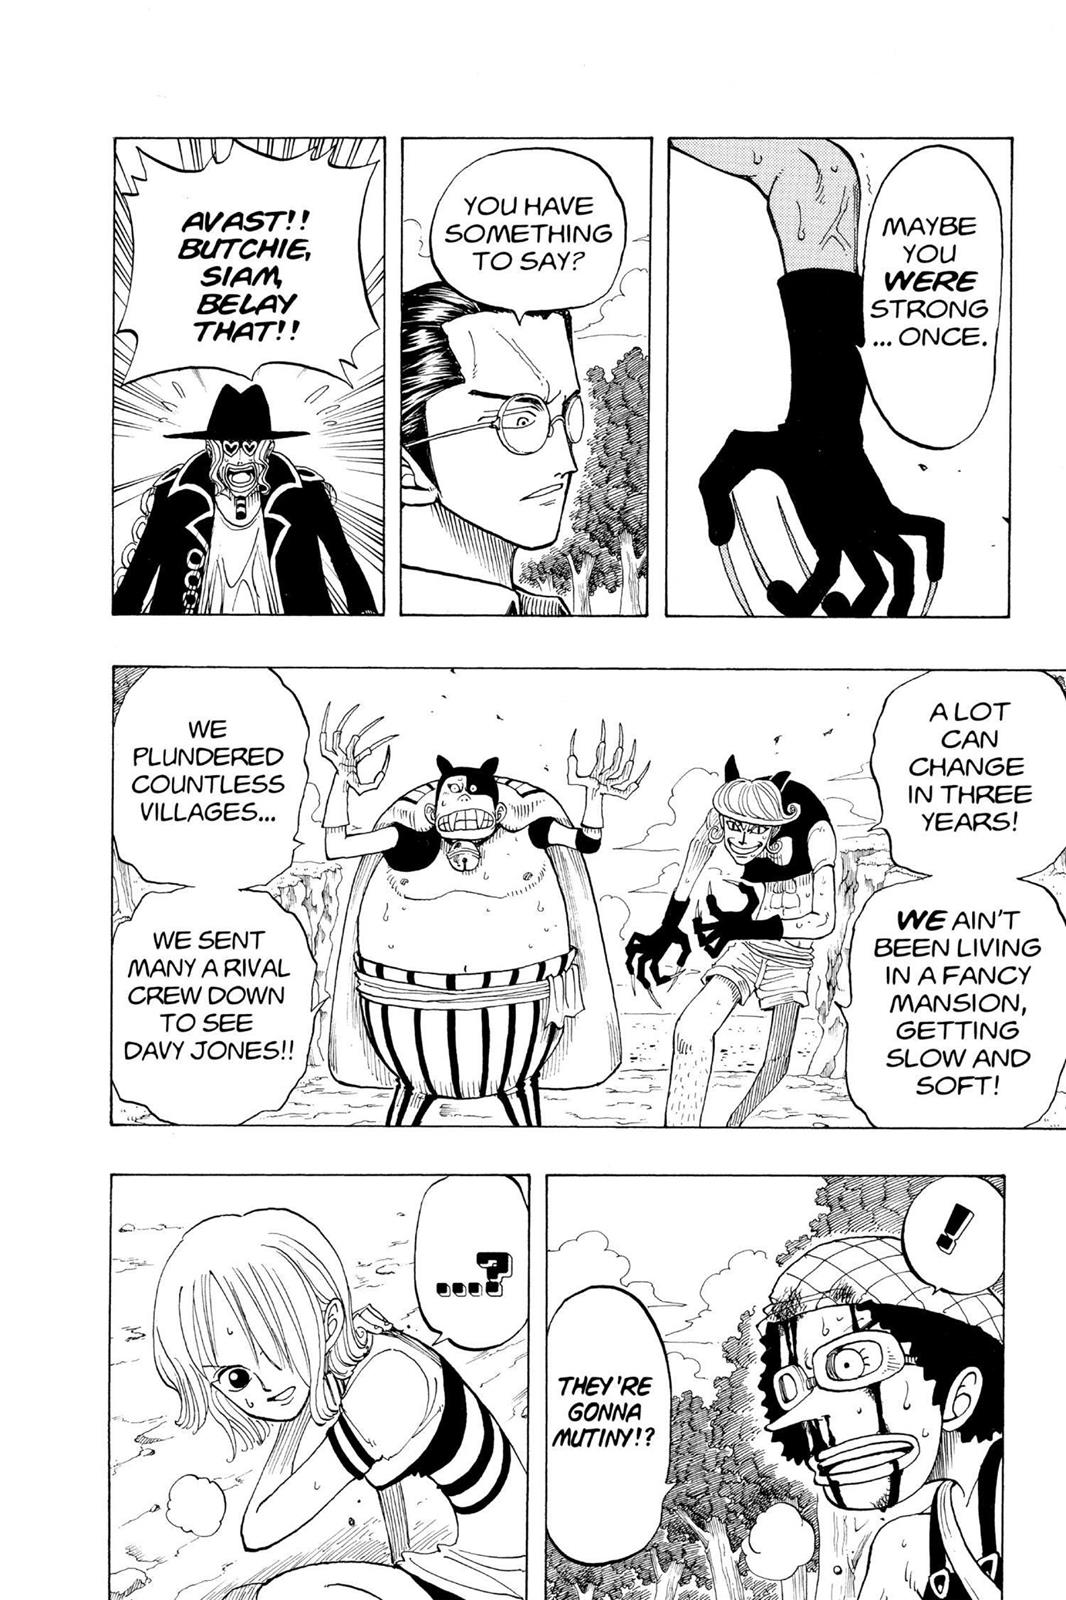 MAYBE
YOU
WERE
STRONG
... ONCE.
YOU HAVE
SOMETHING
TO SAY?
AVAST!!
BUTCHIE,
SIAM,
BELAY
THAT!!
A LOT
CAN
CHANGE
IN THREE
YEARS!
WE AIN'T
BEEN LIVING
IN A FANCY
MANSION,
GETTING
SLOW AND
SOFT!
WE
PLUNDERED
COUNTLESS
VILLAGES...
WE SENT
MANY A RIVAL
CREW DOWN
TO SEE
DAVY JONES!!
!
THEY'RE
GONNA
MUTINY!?
...?